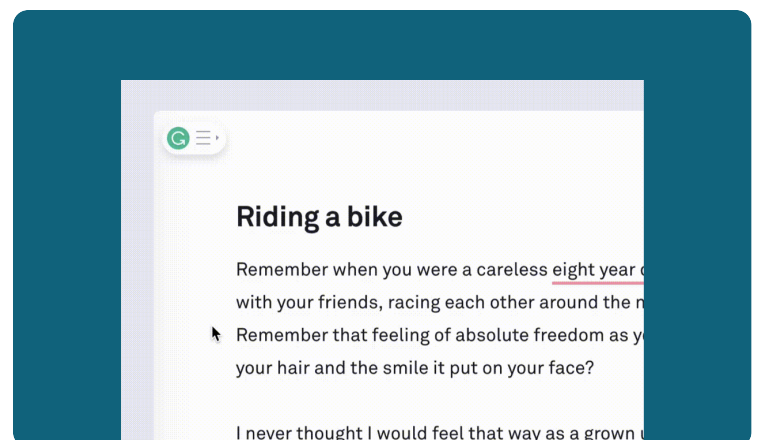 Riding a bike
Remember when you were a careless eight year
with your friends, racing each other around the
Remember that feeling of absolute freedom as
your hair and the smile it put on your face?
I never thought I would feel that way as a grown